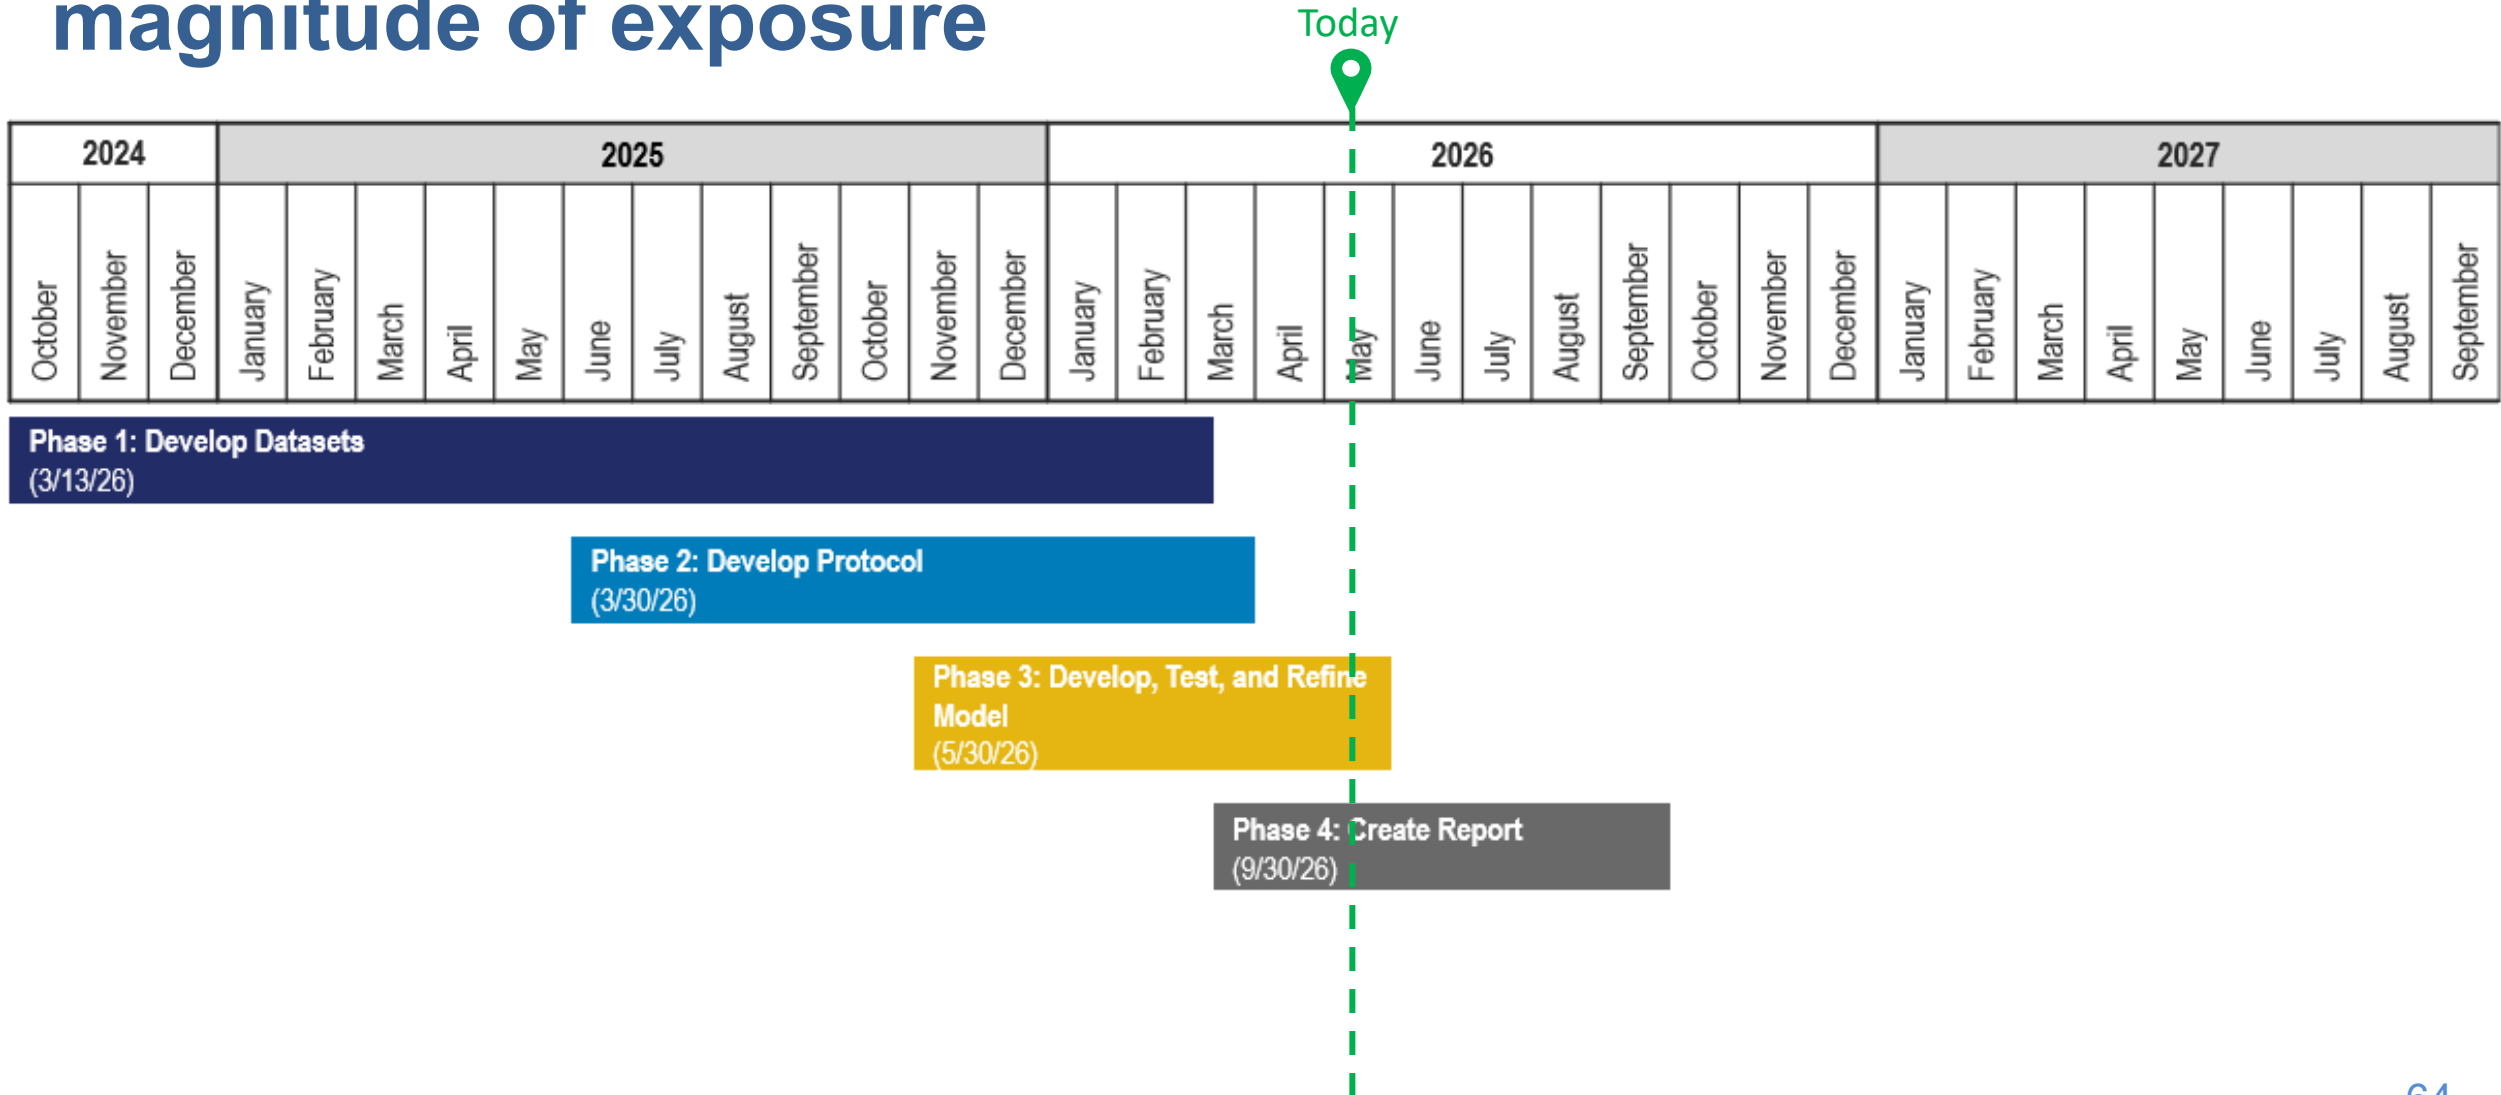 magnitude of exposure
Today
2024 2025 2026 2027
October November December January February March April May June July August September October November December January February March April May June July August September October November December January February March April May June July August September
Phase 1: Develop Datasets
(3/13/26)
Phase 2: Develop Protocol
(3/30/26)
Phase 3: Develop, Test, and Refine
Model
(5/30/26)
Phase 4: Create Report
(9/30/26)
64